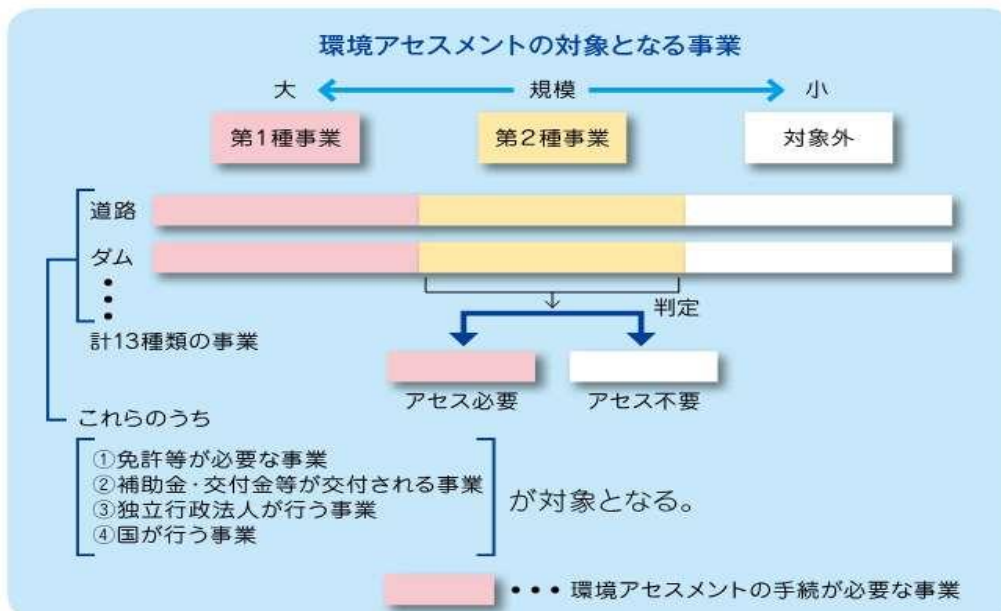 環境アセスメントの対象となる事業
大 規模 小
第1種事業 第2種事業 対象外
道路
ダム
・・・
判定
計13種類の事業
アセス必要 アセス不要
これらのうち
①免許等が必要な事業
②補助金・交付金等が交付される事業
③独立行政法人が行う事業
④国が行う事業
が対象となる。
・・・環境アセスメントの手続が必要な事業